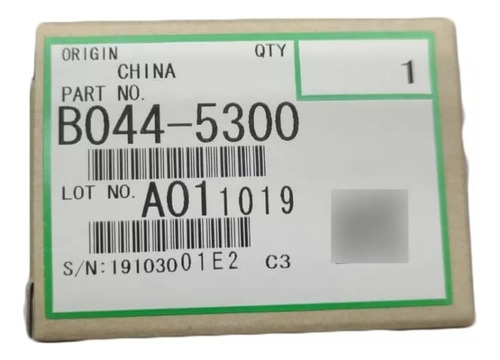 ORIGIN QTY
CHINA 1
PART NO.
B044-5300
LOT NO. A011019
S/N:19103001E2 C3